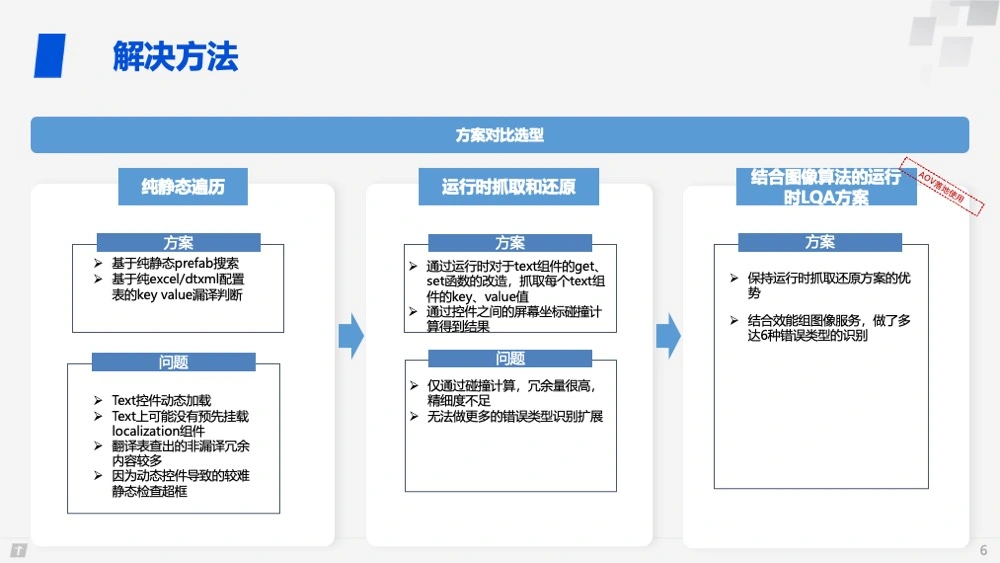 解决方法
方案对比选型
纯静态遍历
方案
➢ 基于纯静态prefab搜索
➢ 基于纯excel/dtxml配置
表的key value漏译判断
问题
➢ Text控件动态加载
➢ Text上可能没有预先挂载
localization组件
➢ 翻译表查出的非漏译冗余
内容较多
➢ 因为动态控件导致的较难
静态检查超框
运行时抓取和还原
方案
➢ 通过运行时对于text组件的get、
set函数的改造，抓取每个text组
件的key、value值
➢ 通过控件之间的屏幕坐标碰撞计
算得到结果
问题
➢ 仅通过碰撞计算，冗余量很高，
精细度不足
➢ 无法做更多的错误类型识别扩展
结合图像算法的运行
时LQA方案
AOV落地使用
方案
➢ 保持运行时抓取还原方案的优
势
➢ 结合效能组图像服务，做了多
达6种错误类型的识别
6